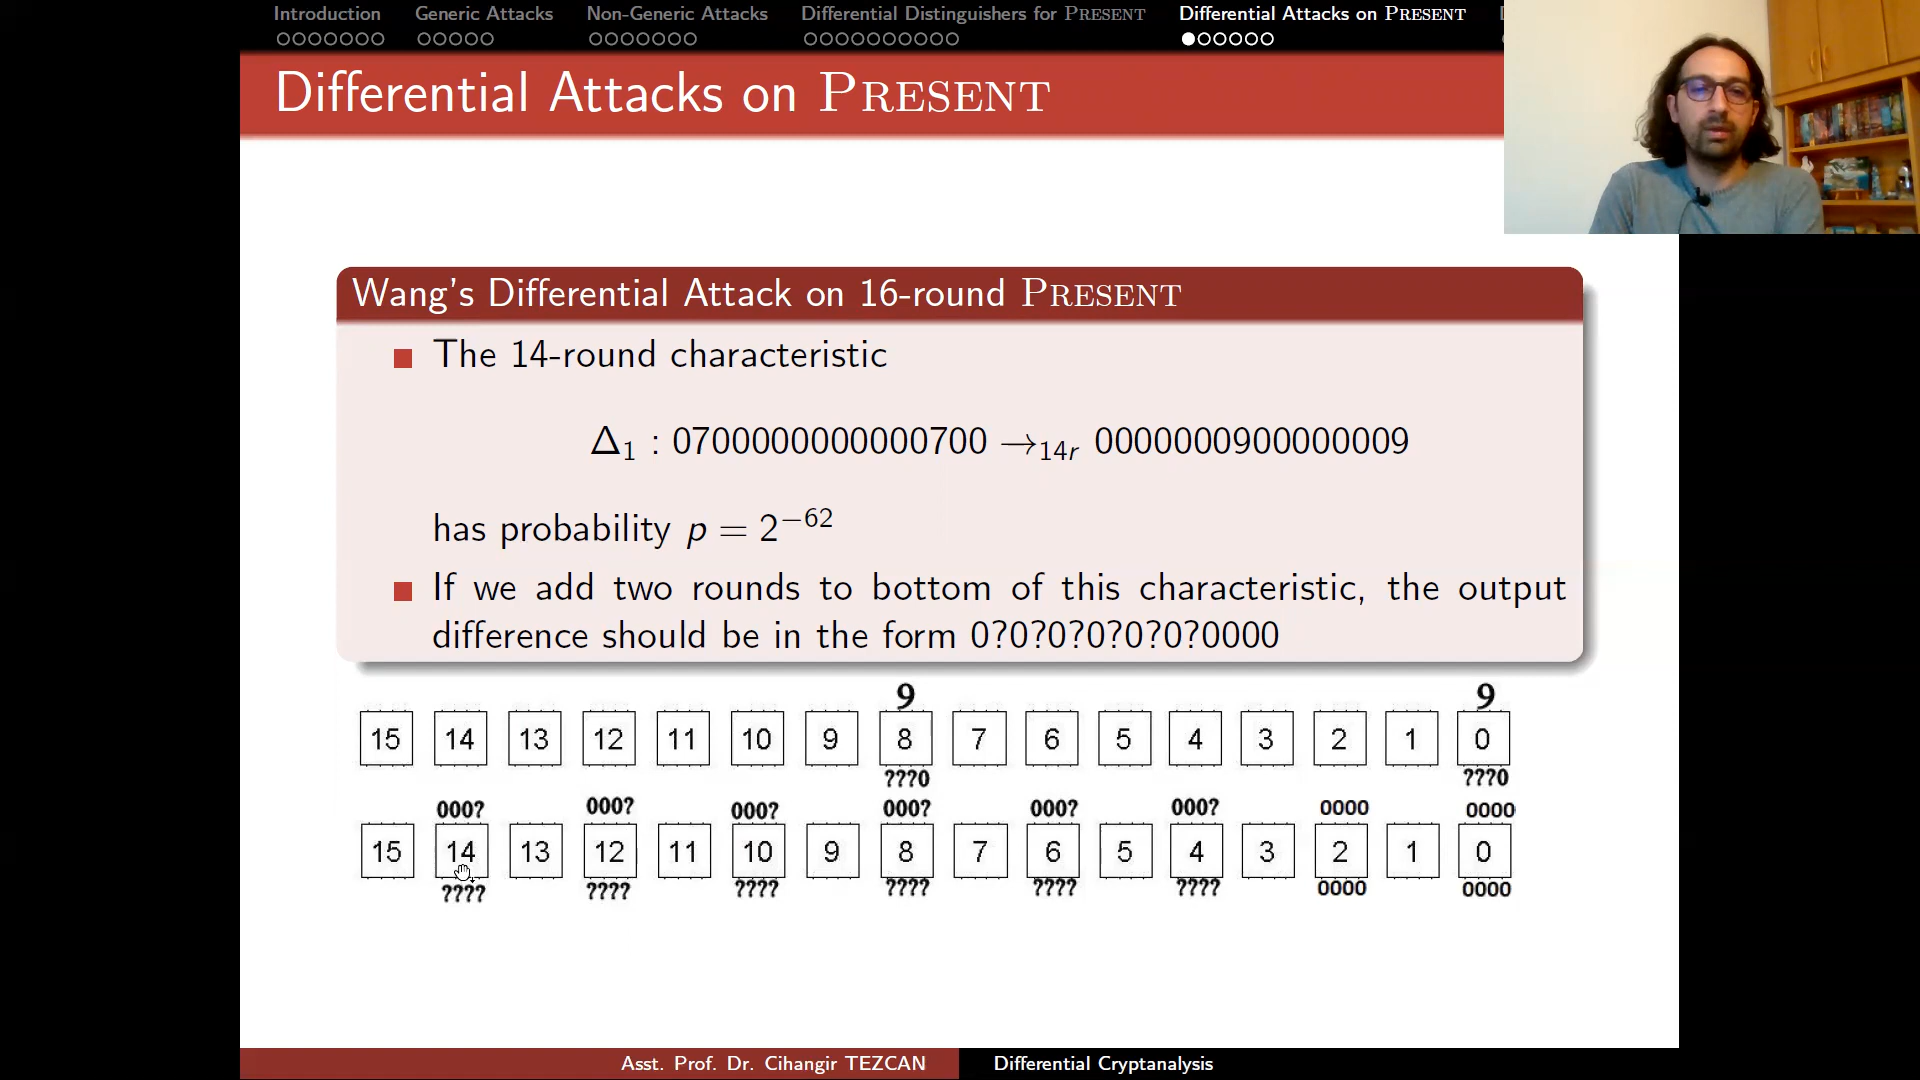 Introduction Generic Attacks Non-Generic Attacks Differential Distinguishers for PRESENT Differential Attacks on PRESENT
Differential Attacks on PRESENT
Wang's Differential Attack on 16-round PRESENT
The 14-round characteristic
Δ₁ : 0700000000000700 →₁₄ᵣ 0000000900000009
has probability p = 2⁻⁶²
If we add two rounds to bottom of this characteristic, the output
difference should be in the form 0?0?0?0?0?0?0000
9 9
15 14 13 12 11 10 9 8 7 6 5 4 3 2 1 0
???0 ???0
000? 000? 000? 000? 000? 000? 0000 0000
15 14 13 12 11 10 9 8 7 6 5 4 3 2 1 0
???? ???? ???? ???? ???? ???? 0000 0000
Asst. Prof. Dr. Cihangir TEZCAN Differential Cryptanalysis